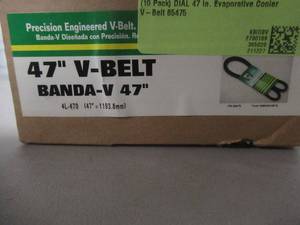 (10 Pack) DIAL 47 In. Evaporative Cooler
V - Belt 65475
Precision Engineered V-Belt.
Banda-V Diseñada con Precisión.
47" V-BELT
BANDA-V 47"
4L-470 (47" = 1193.8mm)